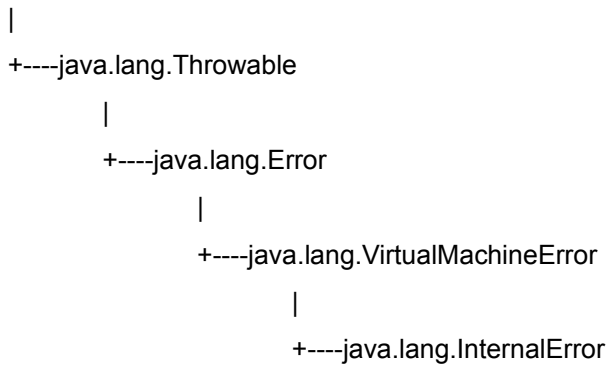 |
+----java.lang.Throwable
|
+----java.lang.Error
|
+----java.lang.VirtualMachineError
|
+----java.lang.InternalError